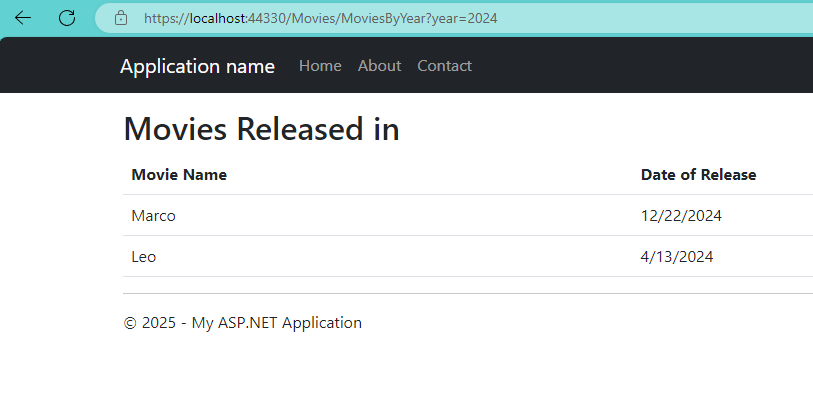 https://localhost:44330/Movies/MoviesByYear?year=2024
Application name Home About Contact
Movies Released in
Movie Name Date of Release
Marco 12/22/2024
Leo 4/13/2024
© 2025 - My ASP.NET Application